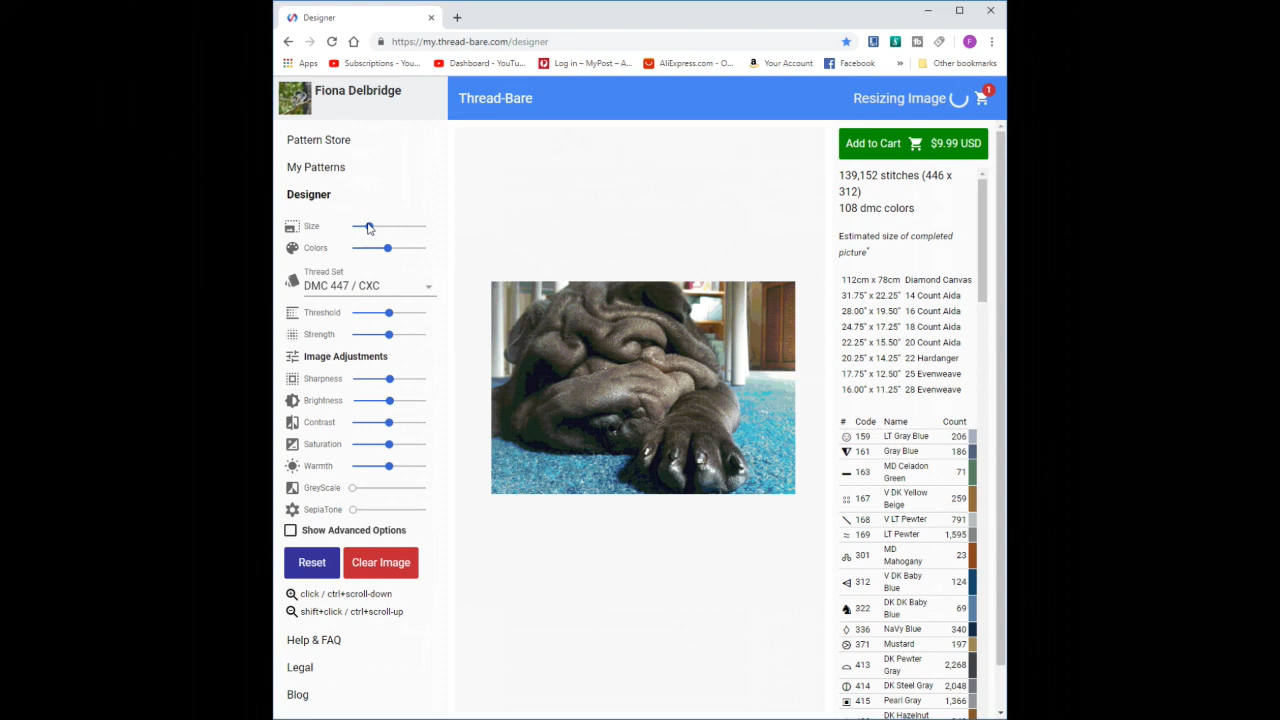 Designer
https://my.thread-bare.com/designer
Apps Subscriptions - You... Dashboard - YouTu... Log in – MyPost – A... AliExpress.com - O... Your Account Facebook » Other bookmarks
Fiona Delbridge
Thread-Bare
Resizing Image
1
Pattern Store
My Patterns
Designer
Size
Colors
Thread Set
DMC 447 / CXC
Threshold
Strength
Image Adjustments
Sharpness
Brightness
Contrast
Saturation
Warmth
GreyScale
SepiaTone
Show Advanced Options
Reset Clear Image
click / ctrl+scroll-down
shift+click / ctrl+scroll-up
Help & FAQ
Legal
Blog
Add to Cart $9.99 USD
139,152 stitches (446 x
312)
108 dmc colors
Estimated size of completed
picture*
112cm x 78cm Diamond Canvas
31.75" x 22.25" 14 Count Aida
28.00" x 19.50" 16 Count Aida
24.75" x 17.25" 18 Count Aida
22.25" x 15.50" 20 Count Aida
20.25" x 14.25" 22 Hardanger
17.75" x 12.50" 25 Evenweave
16.00" x 11.25" 28 Evenweave
# Code Name Count
159 LT Gray Blue 206
161 Gray Blue 186
163 MD Celadon Green 71
167 V DK Yellow Beige 259
168 V LT Pewter 791
169 LT Pewter 1,595
301 MD Mahogany 23
312 V DK Baby Blue 124
322 DK DK Baby Blue 69
336 NaVy Blue 340
371 Mustard 197
413 DK Pewter Gray 2,268
414 DK Steel Gray 2,048
415 Pearl Gray 1,366
DK Hazelnut